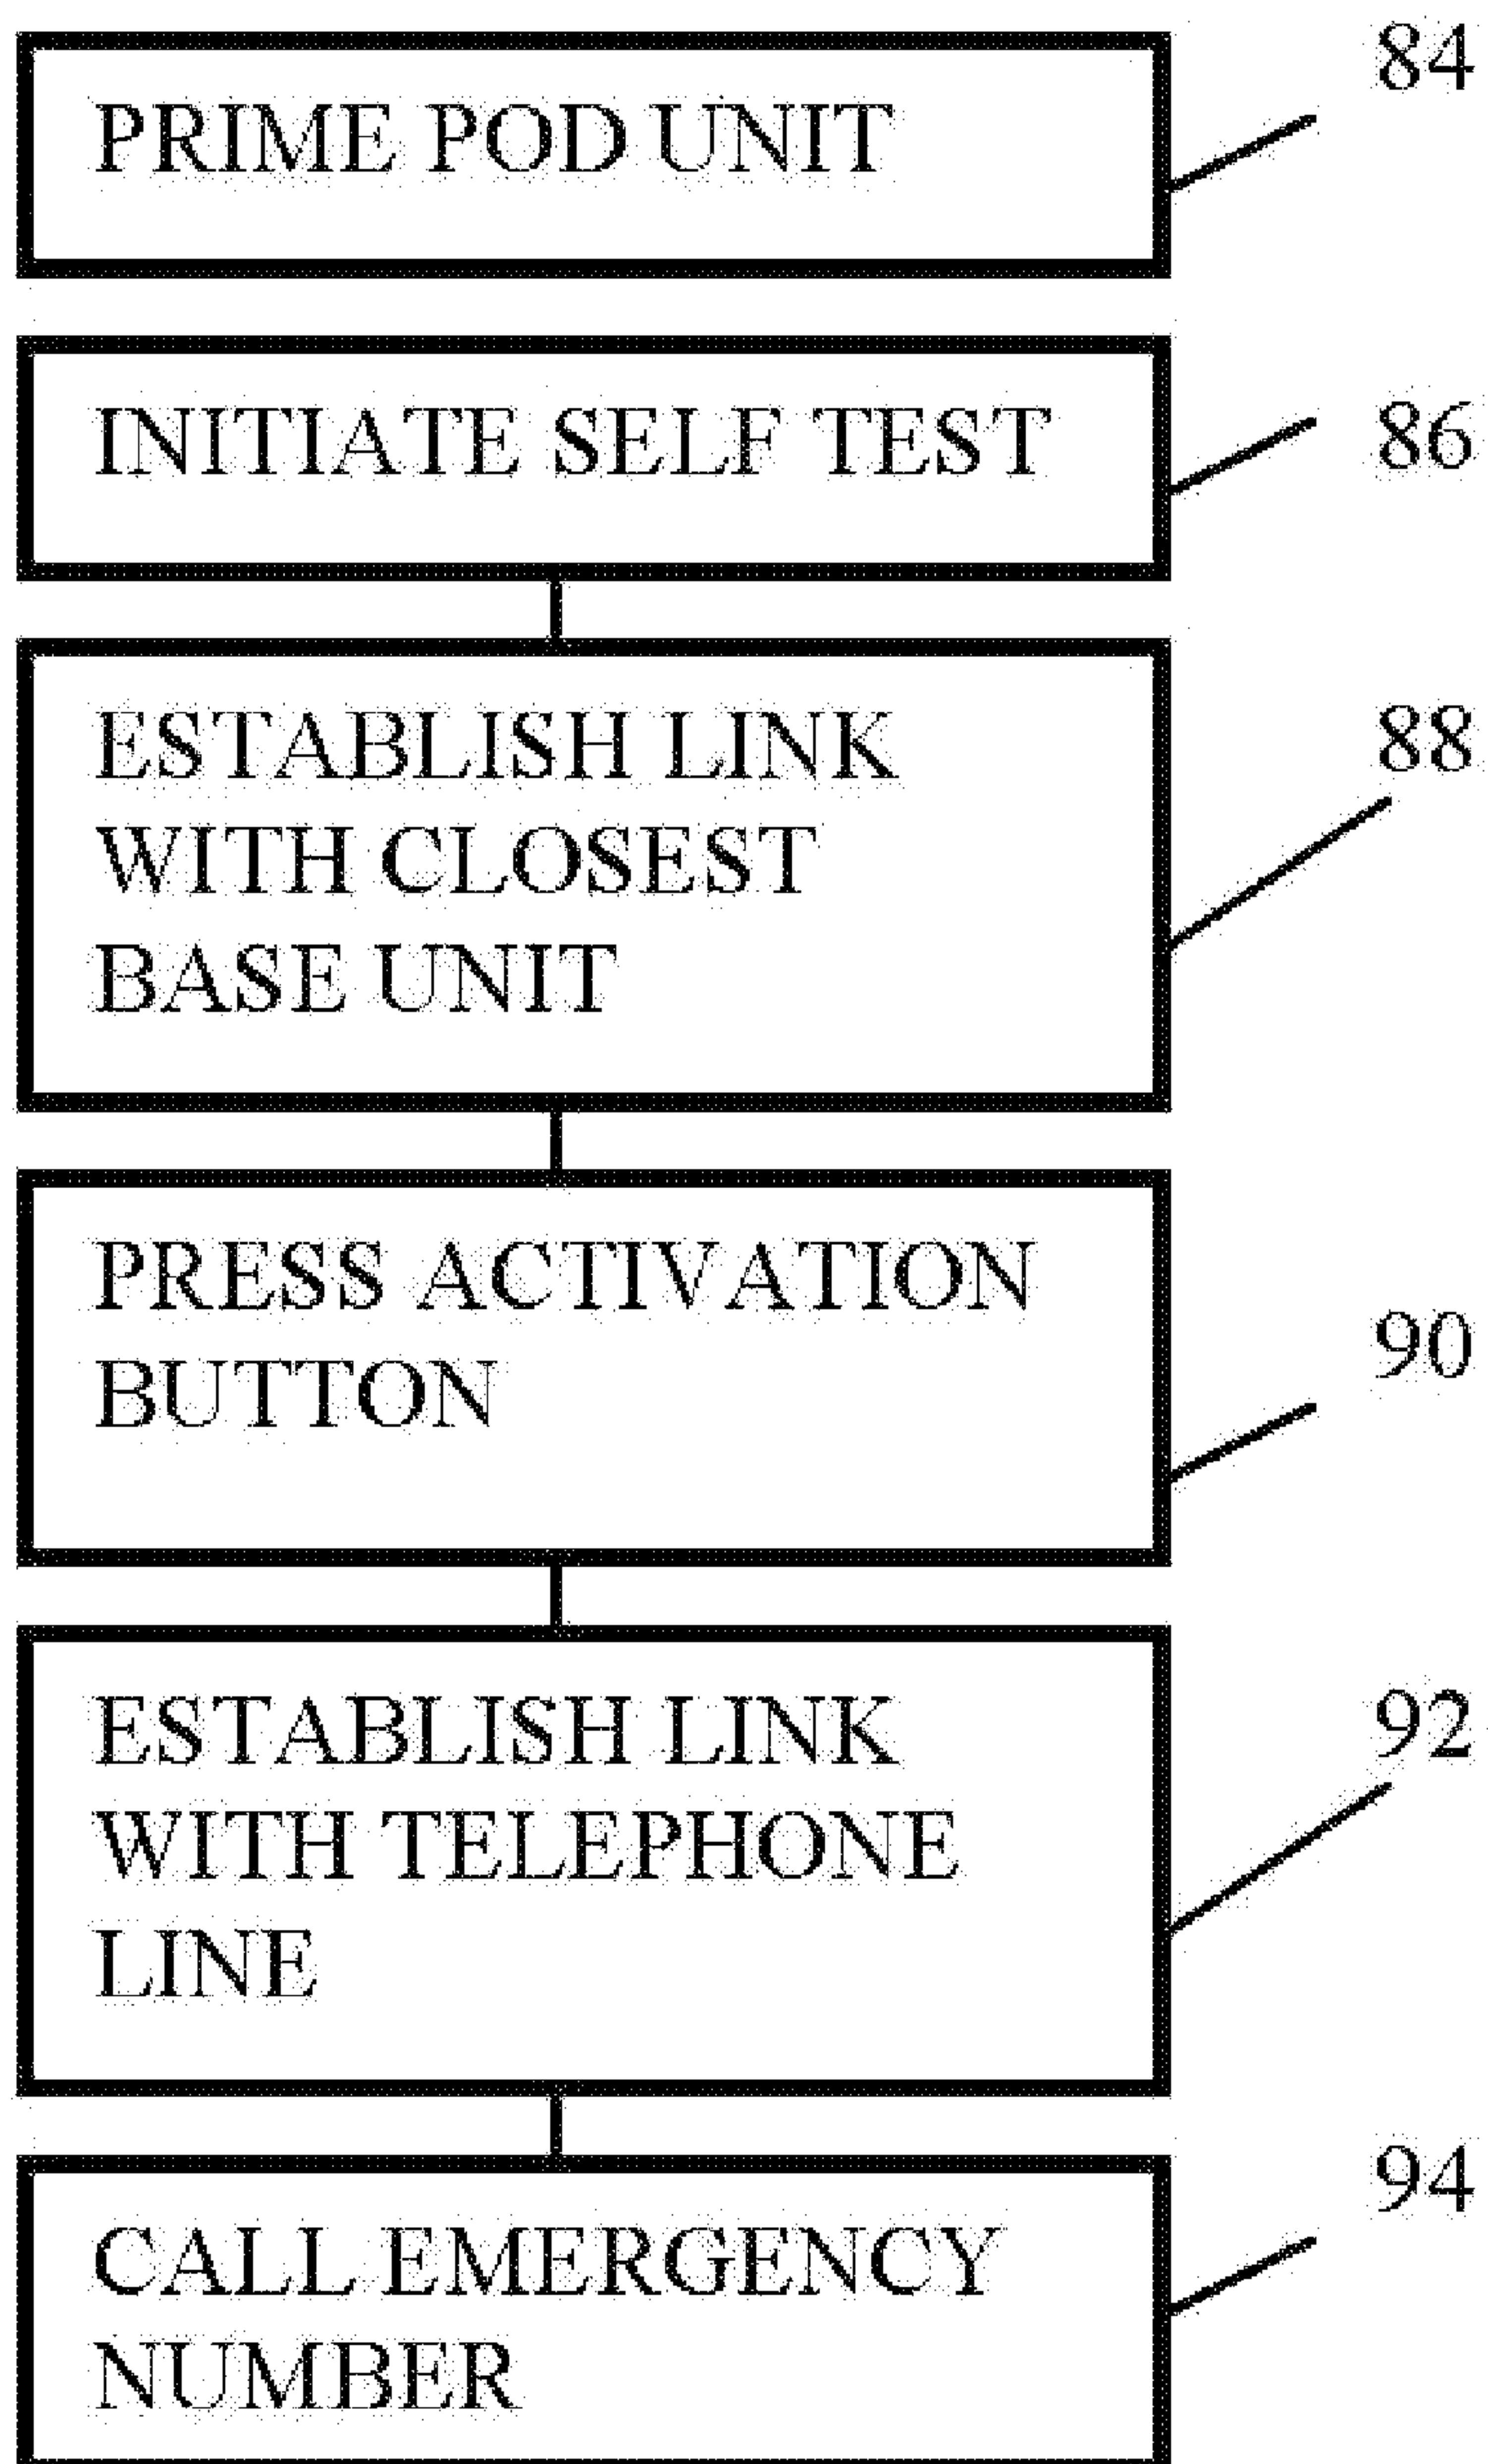 PRIME POD UNIT
84
INITIATE SELF TEST
86
ESTABLISH LINK
WITH CLOSEST
BASE UNIT
88
PRESS ACTIVATION
BUTTON
90
ESTABLISH LINK
WITH TELEPHONE
LINE
92
CALL EMERGENCY
NUMBER
94